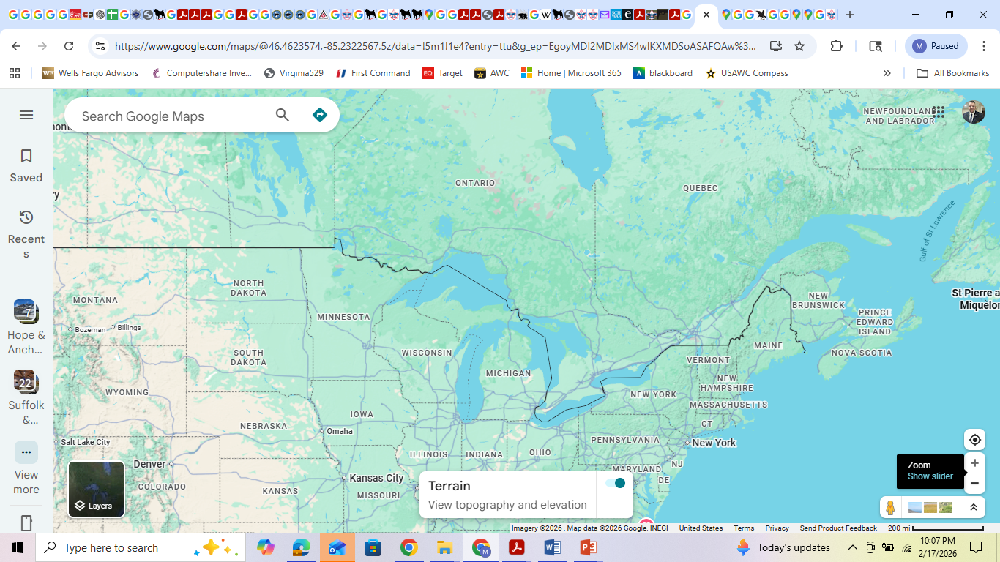 https://www.google.com/maps/@46.4623574,-85.2322567,5z/data=!5m1!1e4?entry=ttu&g_ep=EgoyMDI2MDIxMS4wIKXMDSoASAFQAw%3...
M
Paused
Wells Fargo Advisors
Computershare Inve...
Virginia529
First Command
EQ
Target
AWC
Home | Microsoft 365
blackboard
USAWC Compass
All Bookmarks
Search Google Maps
Saved
Recent
s
7
Hope &
Anch...
22
Suffolk
&...
View
more
NEWFOUNDLAND
AND LABRADOR
ONTARIO
QUEBEC
Gulf of St Lawrence
St Pierre a
Miquelon
NORTH
DAKOTA
MONTANA
Bozeman
Billings
MINNESOTA
NEW
BRUNSWICK
PRINCE
EDWARD
ISLAND
MAINE
NOVA SCOTIA
SOUTH
DAKOTA
WISCONSIN
MICHIGAN
VERMONT
NEW
HAMPSHIRE
WYOMING
NEW YORK
MASSACHUSETTS
IOWA
NEBRASKA
Omaha
CT
PENNSYLVANIA
New York
Salt Lake City
ILLINOIS
INDIANA
OHIO
NJ
Denver
MARYLAND
DE
COLORADO
KANSAS
Kansas City
MISSOURI
Layers
Terrain
View topography and elevation
Zoom
Show slider
Imagery ©2026 , Map data ©2026 Google, INEGI
United States
Terms
Privacy
Send Product Feedback
200 mi
Type here to search
Today's updates
10:07 PM
2/17/2026